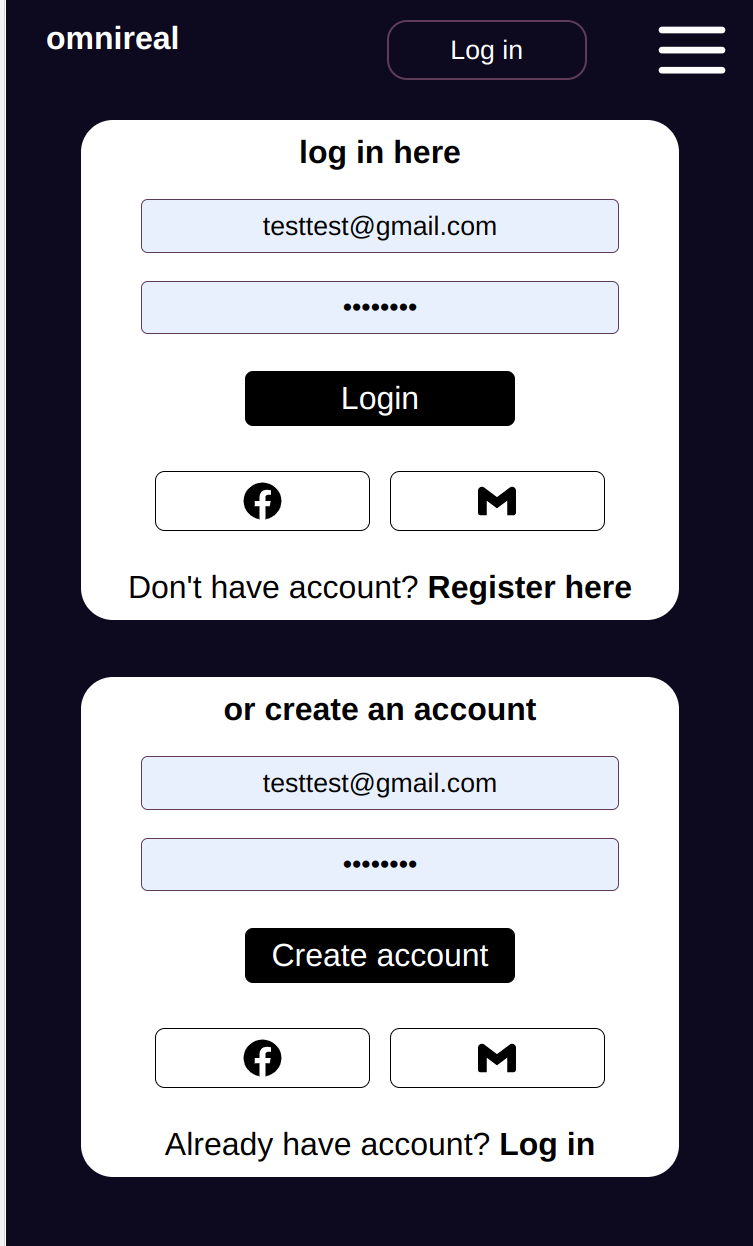 omnireal
Log in
log in here
testtest@gmail.com
••••••••
Login
Don't have account? Register here
or create an account
testtest@gmail.com
••••••••
Create account
Already have account? Log in